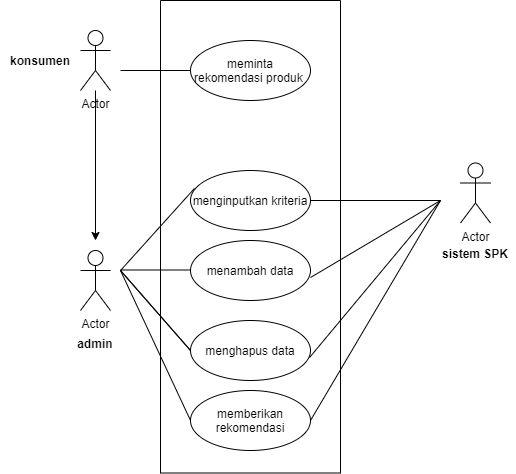 konsumen
Actor
meminta
rekomendasi produk
menginputkan kriteria
menambah data
menghapus data
memberikan
rekomendasi
Actor
admin
Actor
sistem SPK